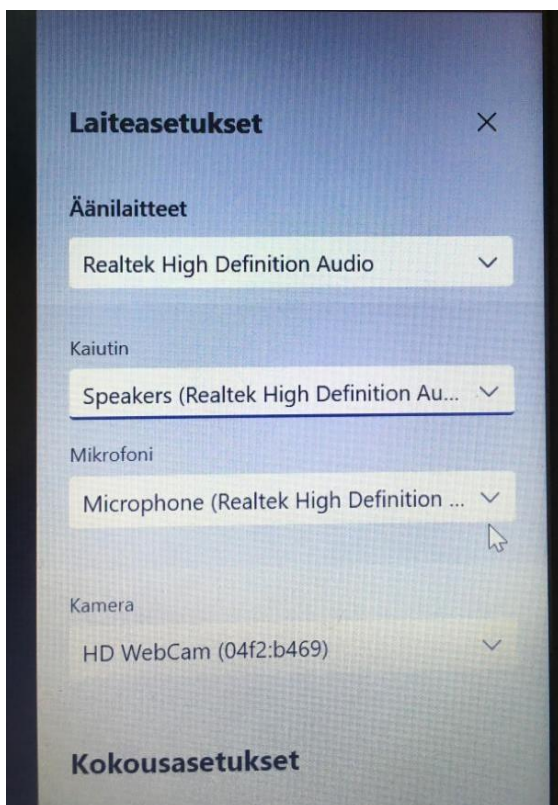 Laiteasetukset
Äänilaitteet
Realtek High Definition Audio
Kaiutin
Speakers (Realtek High Definition Au...
Mikrofoni
Microphone (Realtek High Definition ...
Kamera
HD WebCam (04f2:b469)
Kokousasetukset